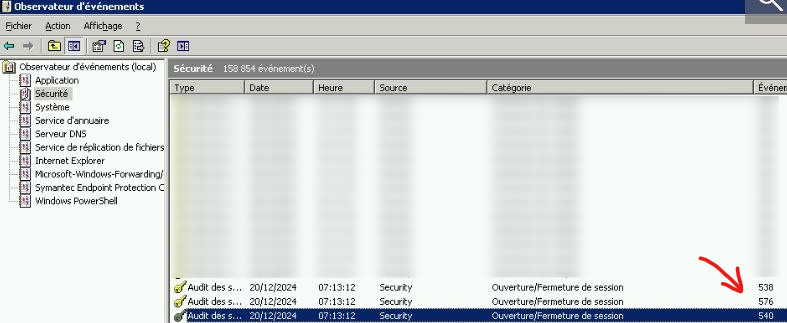 Observateur d'événements
Fichier Action Affichage ?
Observateur d'événements (local)
Application
Sécurité
Système
Service d'annuaire
Serveur DNS
Service de réplication de fichiers
Internet Explorer
Microsoft-Windows-Forwarding/
Symantec Endpoint Protection C
Windows PowerShell
Sécurité 158 854 événement(s)
Type Date Heure Source Catégorie Événem
Audit des s... 20/12/2024 07:13:12 Security Ouverture/Fermeture de session 538
Audit des s... 20/12/2024 07:13:12 Security Ouverture/Fermeture de session 576
Audit des s... 20/12/2024 07:13:12 Security Ouverture/Fermeture de session 540